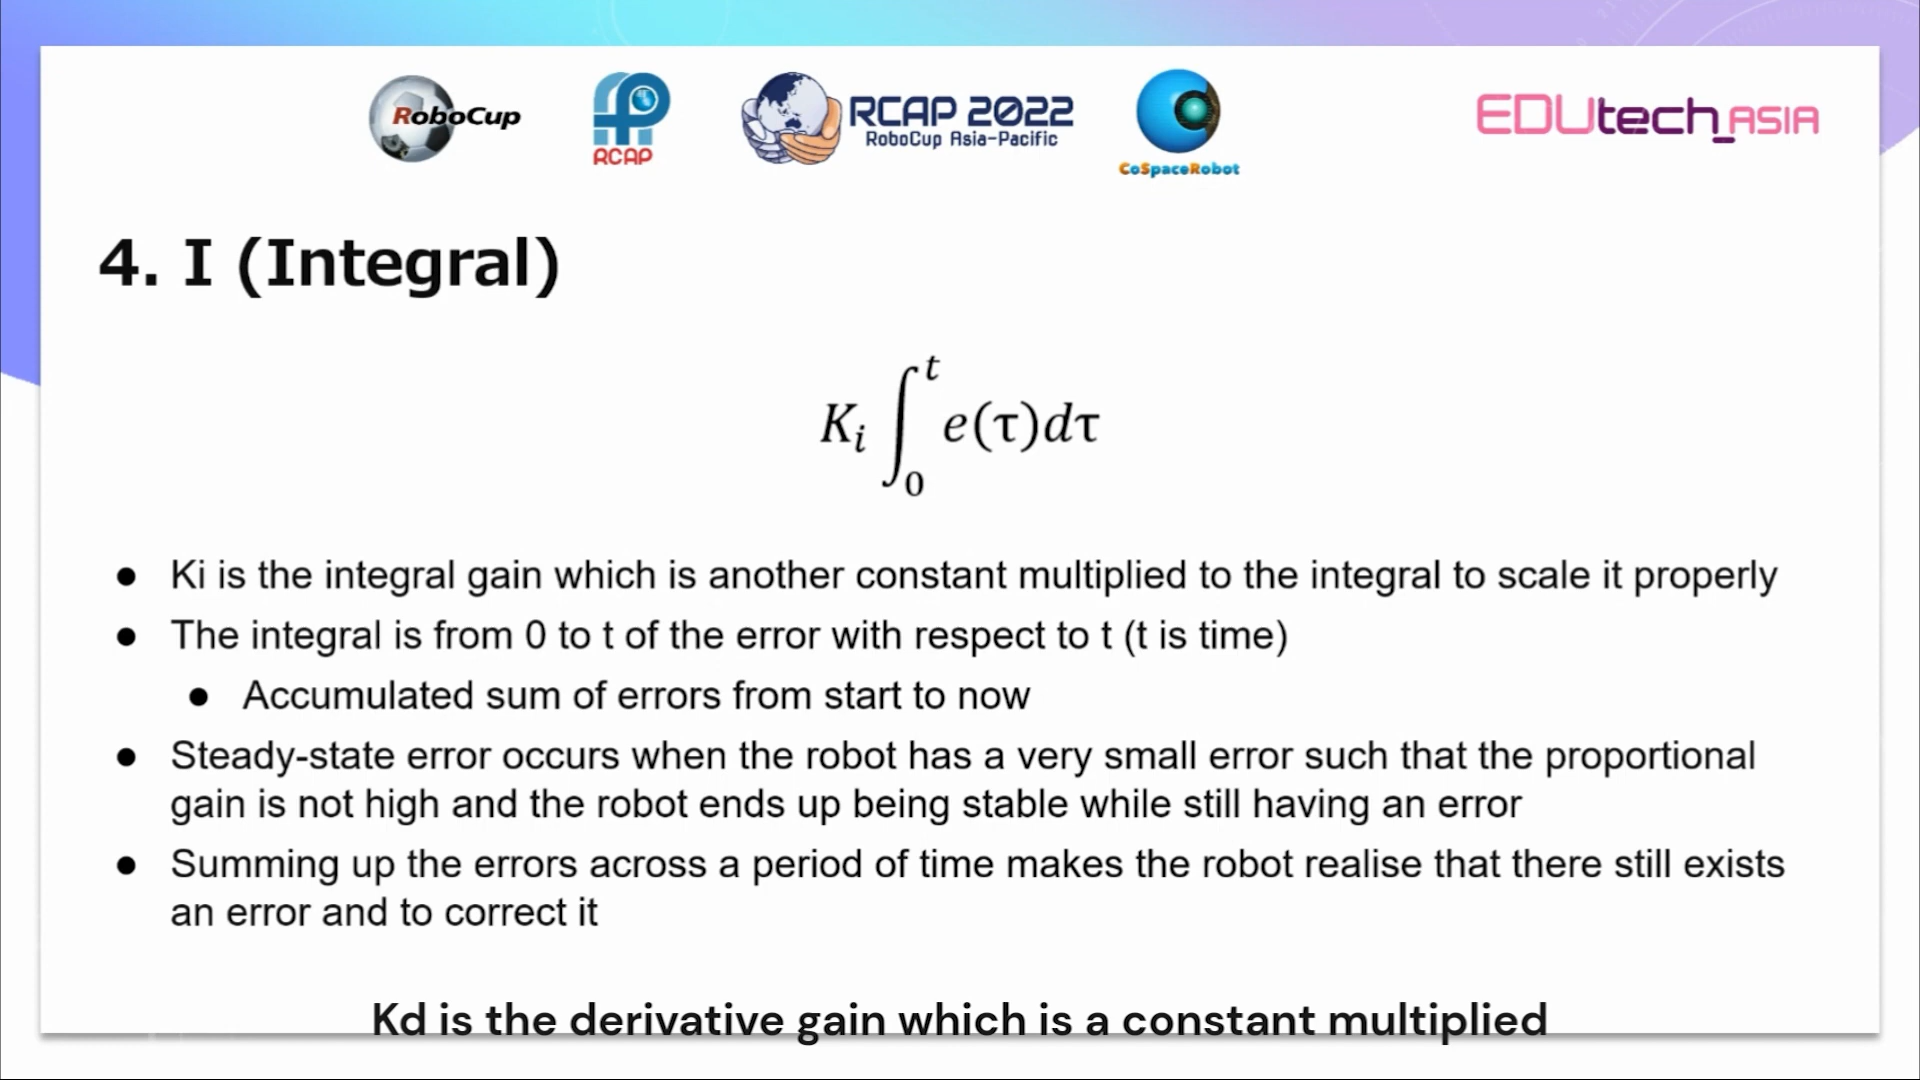 RoboCup
RCAP
RCAP 2022
RoboCup Asia-Pacific
CoSpaceRobot
EDUtech_ASIA
4. I (Integral)
K_i ∫_0^t e(τ)dτ
● Ki is the integral gain which is another constant multiplied to the integral to scale it properly
● The integral is from 0 to t of the error with respect to t (t is time)
● Accumulated sum of errors from start to now
● Steady-state error occurs when the robot has a very small error such that the proportional
gain is not high and the robot ends up being stable while still having an error
● Summing up the errors across a period of time makes the robot realise that there still exists
an error and to correct it
Kd is the derivative gain which is a constant multiplied